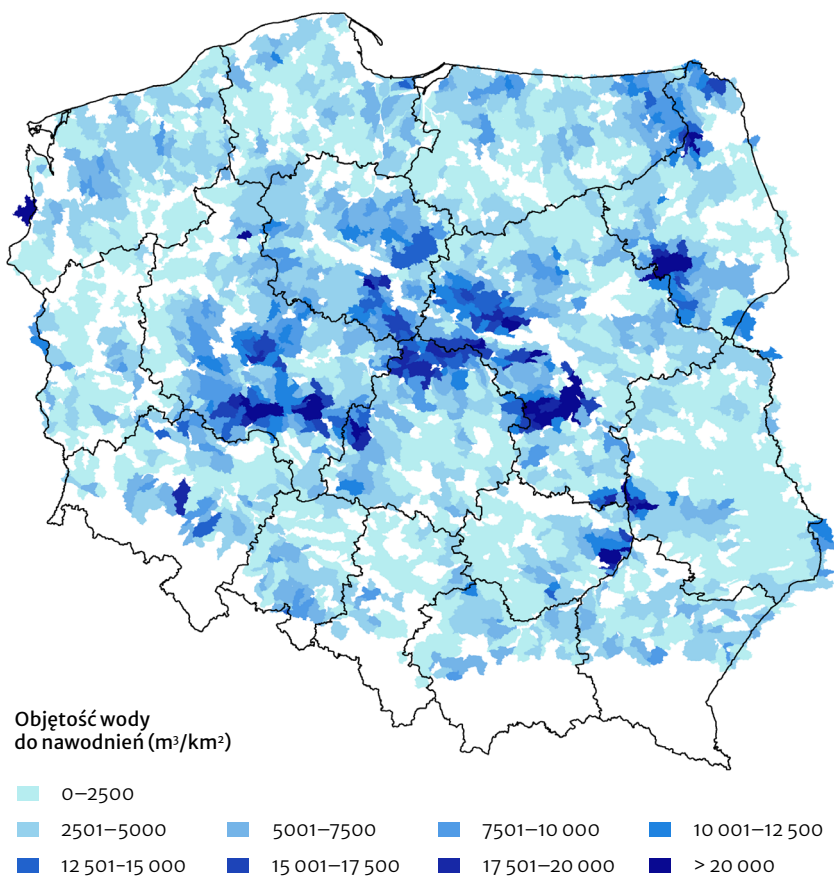 Objętość wody
do nawodnień (m³/km²)
0–2500
2501–5000 5001–7500 7501–10 000 10 001–12 500
12 501–15 000 15 001–17 500 17 501–20 000 > 20 000